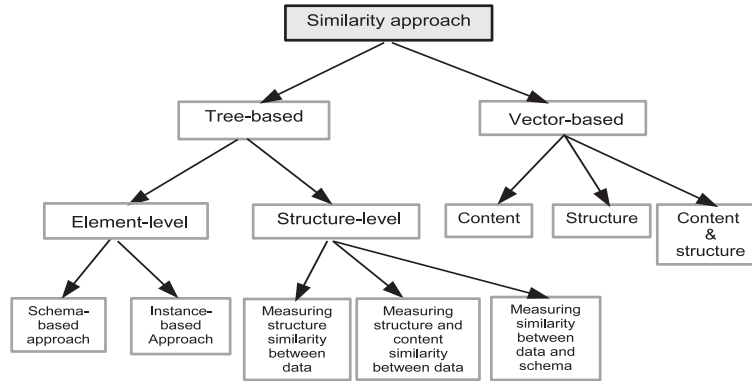 Similarity approach
Tree-based
Vector-based
Element-level
Structure-level
Content
Structure
Content
&
structure
Schema-
based
approach
Instance-
based
Approach
Measuring
structure
similarity
between
data
Measuring
structure and
content
similarity
between data
Measuring
similarity
between
data and
schema